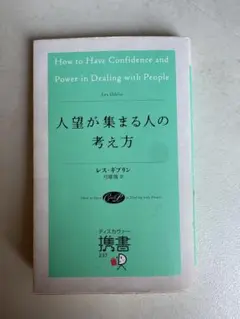 How to Have Confidence and
Power in Dealing with People
Les Giblin
人望が集まる人の
考え方
レス・ギブリン
ディスカヴァー
携書
237